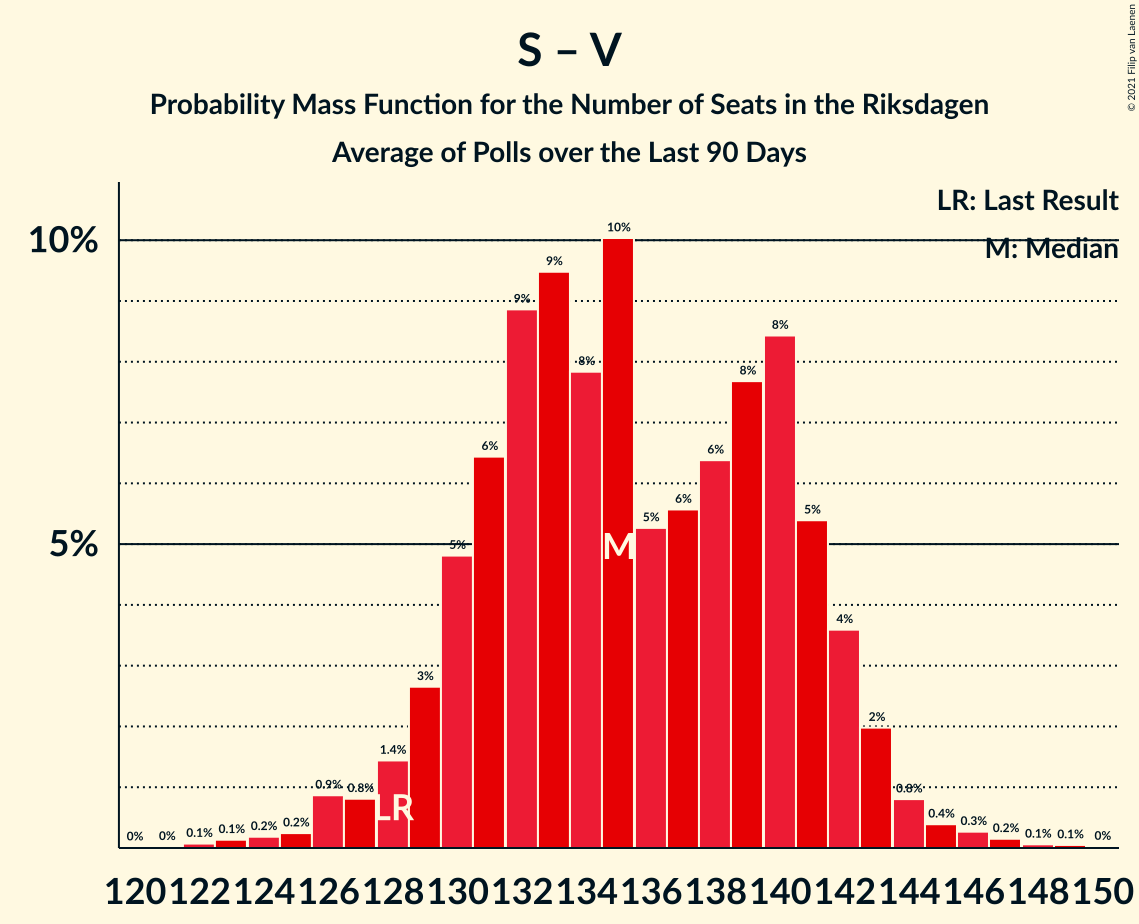 S – V
Probability Mass Function for the Number of Seats in the Riksdagen
Average of Polls over the Last 90 Days
© 2021 Filip van Laenen
LR: Last Result
M: Median
10%
5%
0% 0% 0.1% 0.1% 0.2% 0.2% 0.9% 0.8% 1.4% 3% 5% 6% 9% 9% 8% 10% 5% 6% 6% 8% 8% 5% 4% 2% 0.8% 0.4% 0.3% 0.2% 0.1% 0.1% 0%
M
LR
120 122 124 126 128 130 132 134 136 138 140 142 144 146 148 150